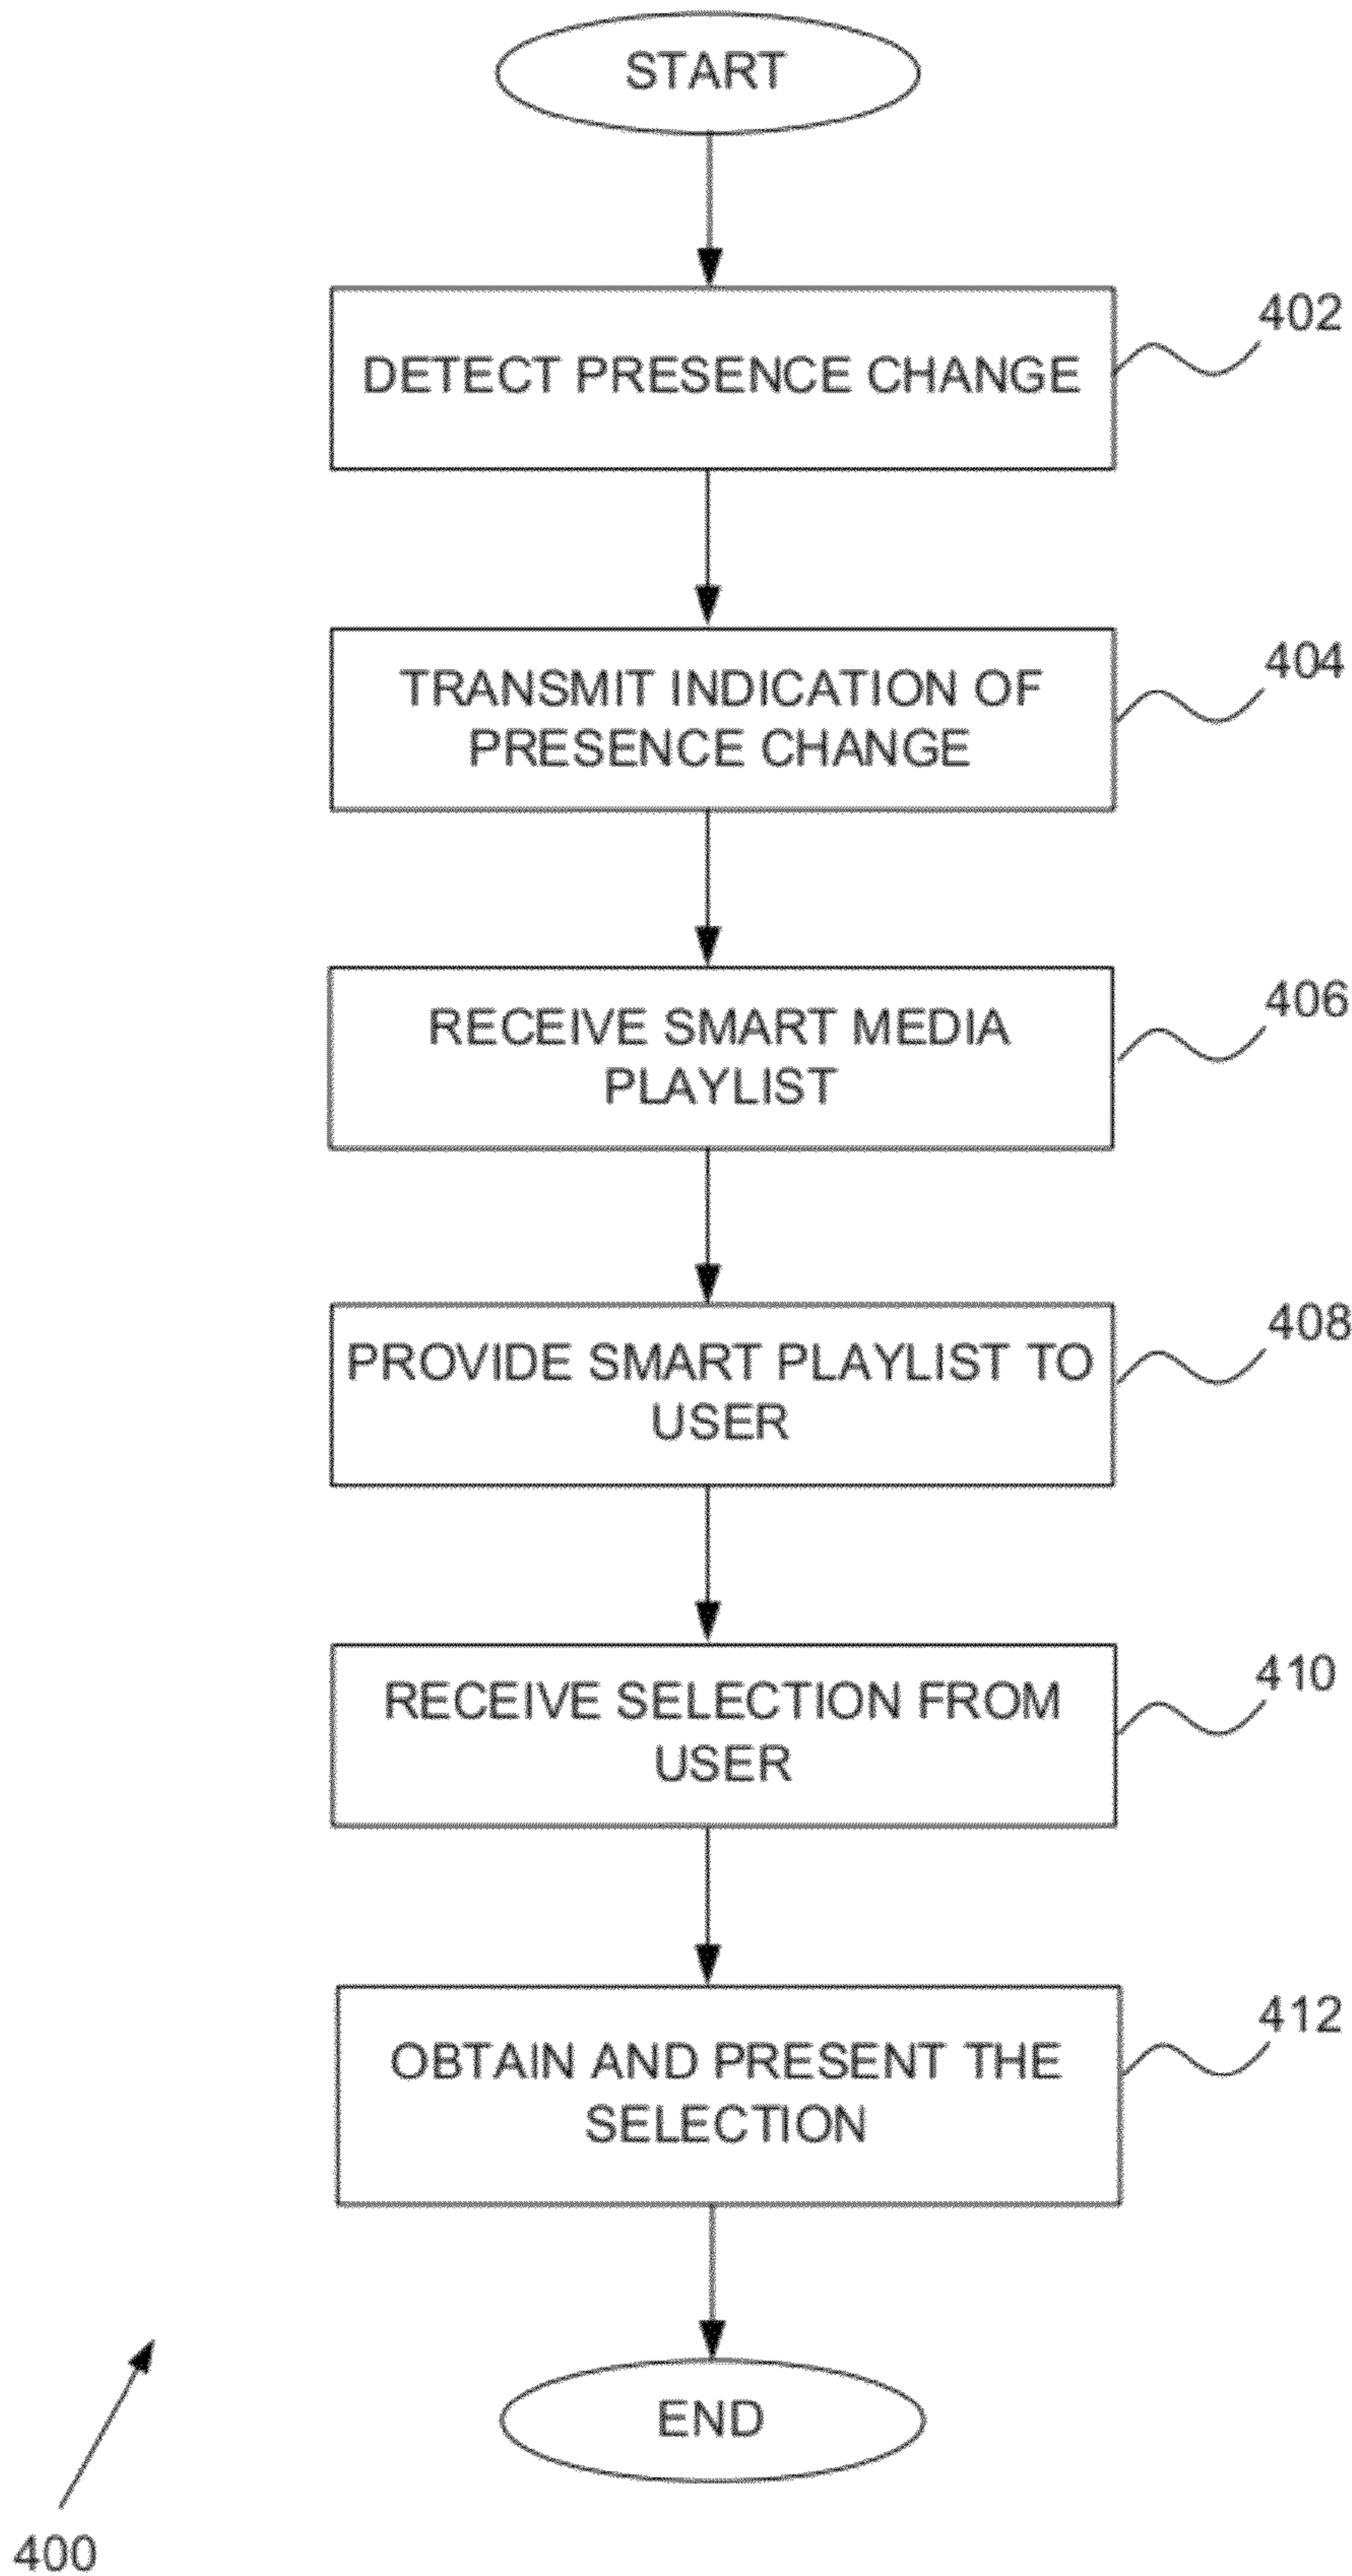 START
DETECT PRESENCE CHANGE
402
TRANSMIT INDICATION OF
PRESENCE CHANGE
404
RECEIVE SMART MEDIA
PLAYLIST
406
PROVIDE SMART PLAYLIST TO
USER
408
RECEIVE SELECTION FROM
USER
410
OBTAIN AND PRESENT THE
SELECTION
412
END
400